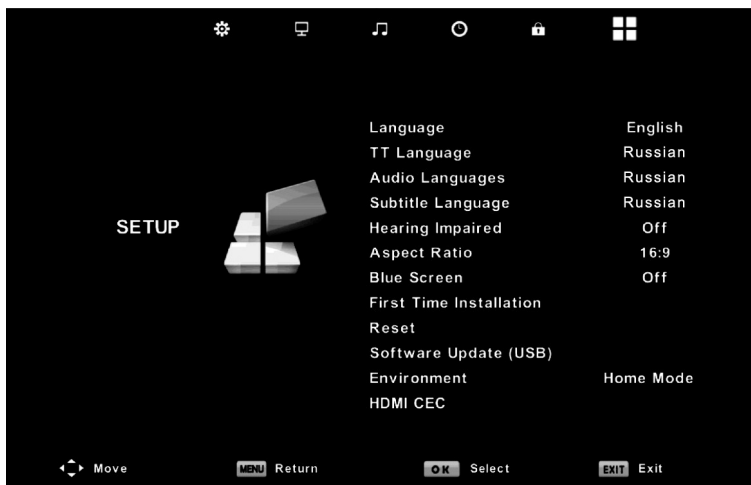 Language English
TT Language Russian
Audio Languages Russian
Subtitle Language Russian
SETUP
Hearing Impaired Off
Aspect Ratio 16:9
Blue Screen Off
First Time Installation
Reset
Software Update (USB)
Environment Home Mode
HDMI CEC
Move MENU Return OK Select EXIT Exit